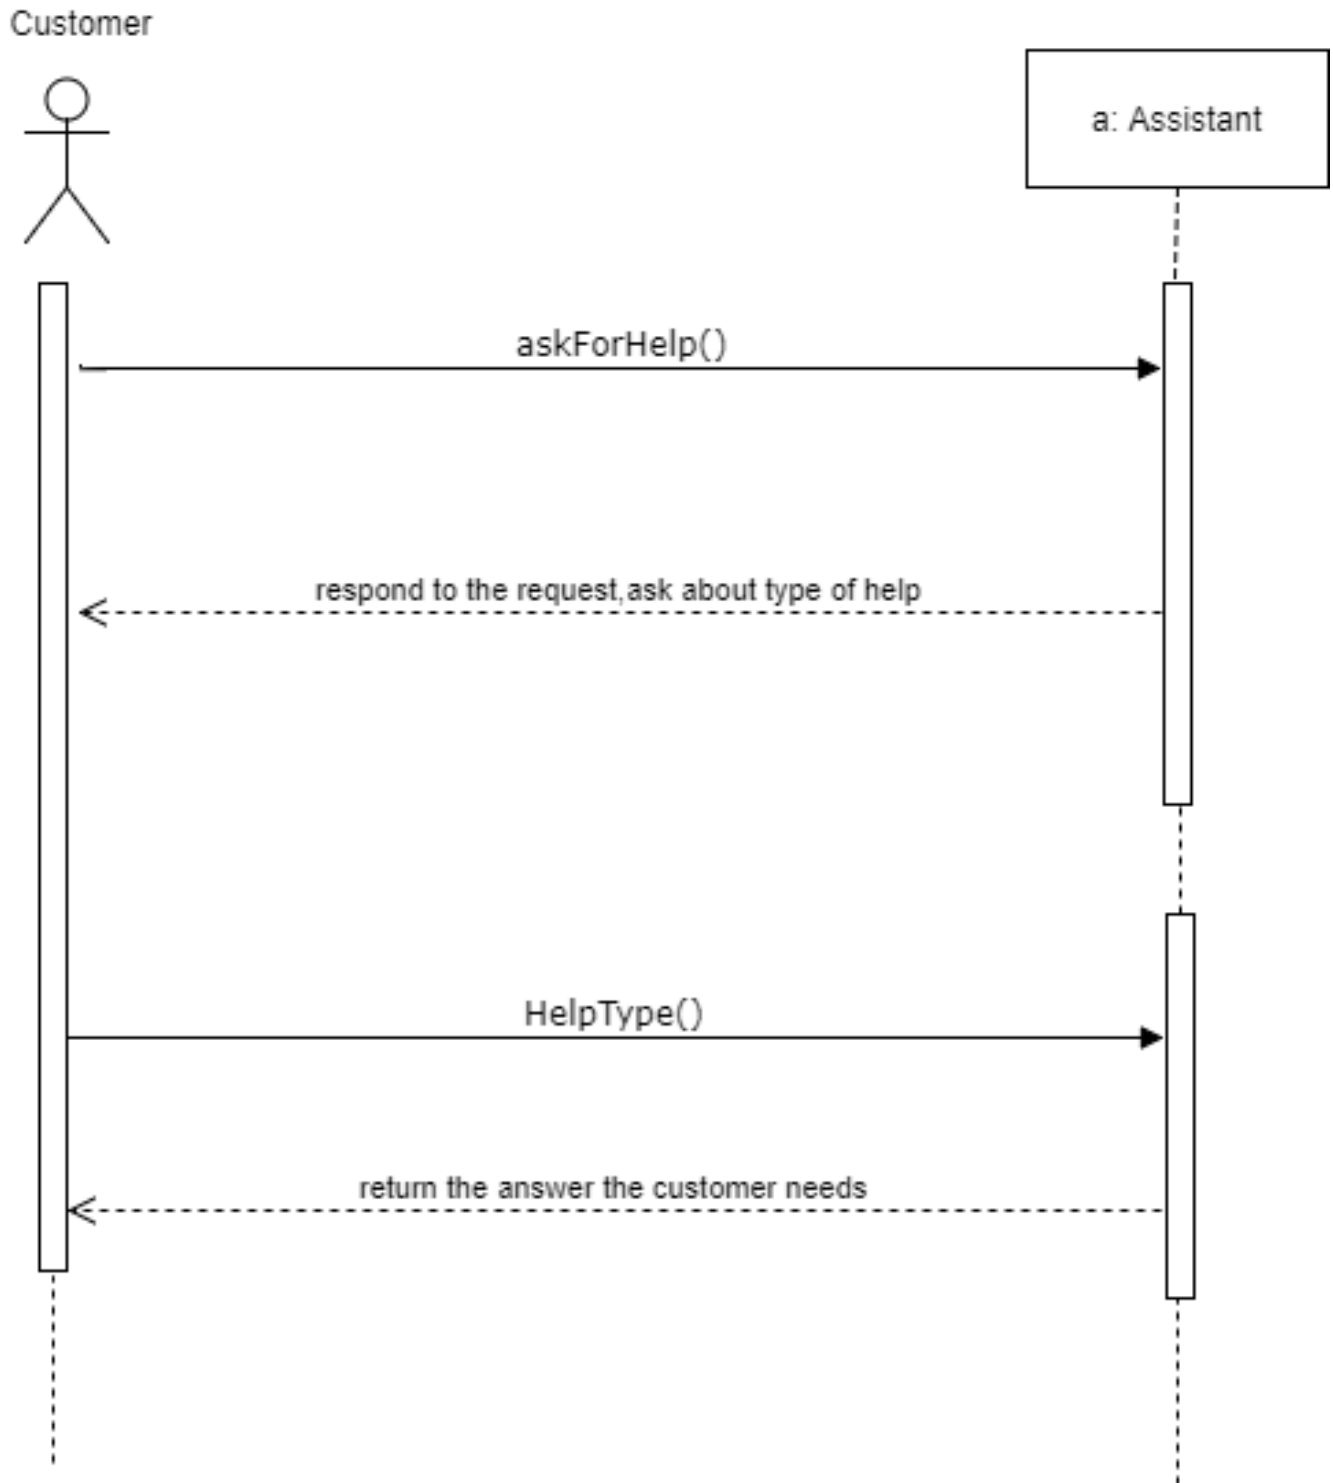 Customer
a: Assistant
askForHelp()
respond to the request,ask about type of help
HelpType()
return the answer the customer needs